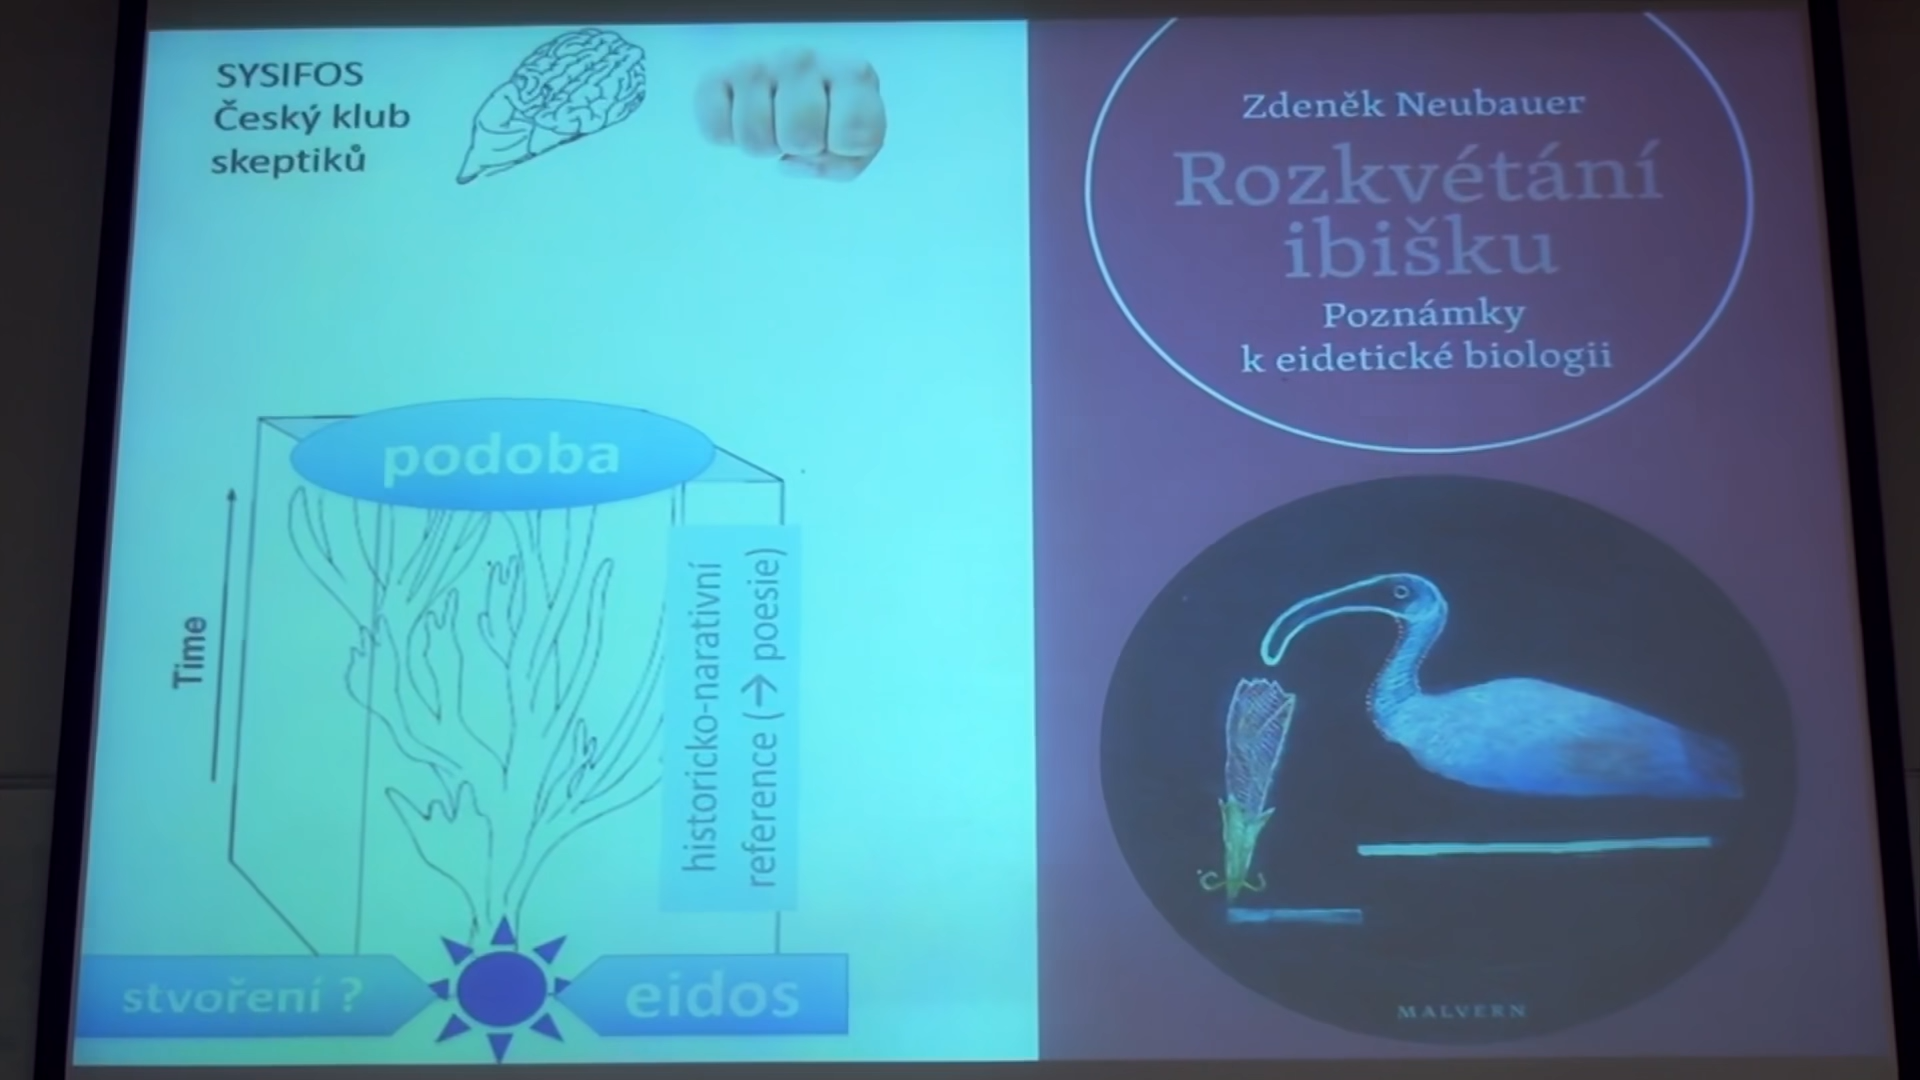 SYSIFOS
Český klub
skeptiků
podoba
Time
historicko-narativní
reference (→ poesie)
stvoření ?
eidos
Zdeněk Neubauer
Rozkvétání
ibišku
Poznámky
k eidetické biologii
MALVERN